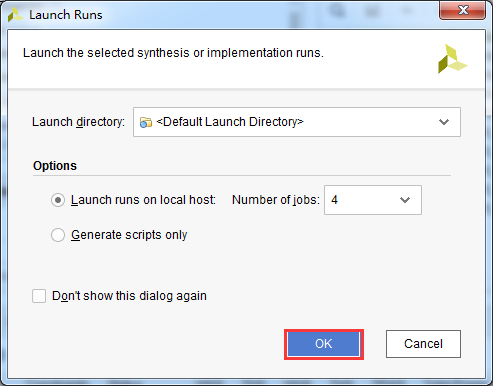 Launch Runs
Launch the selected synthesis or implementation runs.
Launch directory: <Default Launch Directory>
Options
Launch runs on local host: Number of jobs: 4
Generate scripts only
Don't show this dialog again
OK Cancel